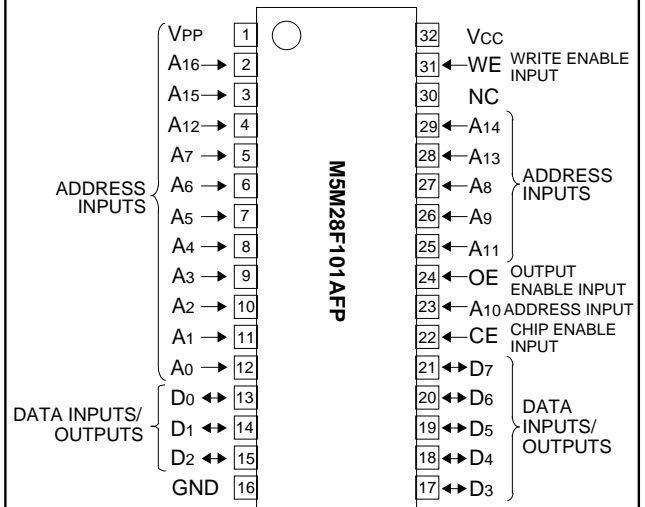 VPP 1
A16 2
A15 3
A12 4
A7 5
A6 6
A5 7
A4 8
A3 9
A2 10
A1 11
A0 12
D0 13
D1 14
D2 15
GND 16
ADDRESS
INPUTS
DATA INPUTS/
OUTPUTS
M5M28F101AFP
32 VCC
31 WE WRITE ENABLE
INPUT
30 NC
29 A14
28 A13
27 A8
26 A9
25 A11
ADDRESS
INPUTS
24 OE OUTPUT
ENABLE INPUT
23 A10 ADDRESS INPUT
22 CE CHIP ENABLE
INPUT
21 D7
20 D6
19 D5
18 D4
17 D3
DATA
INPUTS/
OUTPUTS